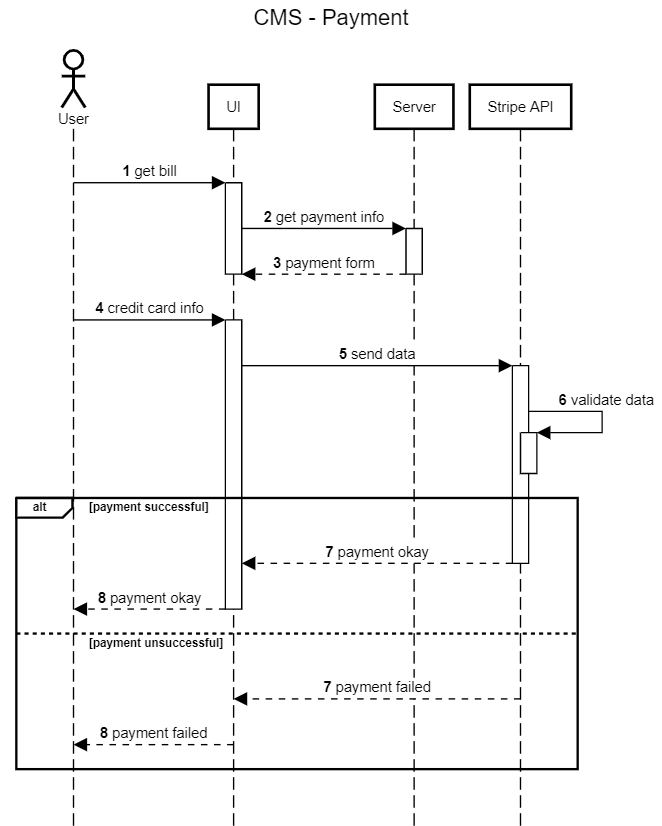 CMS - Payment
User
UI
Server
Stripe API
1 get bill
2 get payment info
3 payment form
4 credit card info
5 send data
6 validate data
alt
[payment successful]
7 payment okay
8 payment okay
[payment unsuccessful]
7 payment failed
8 payment failed